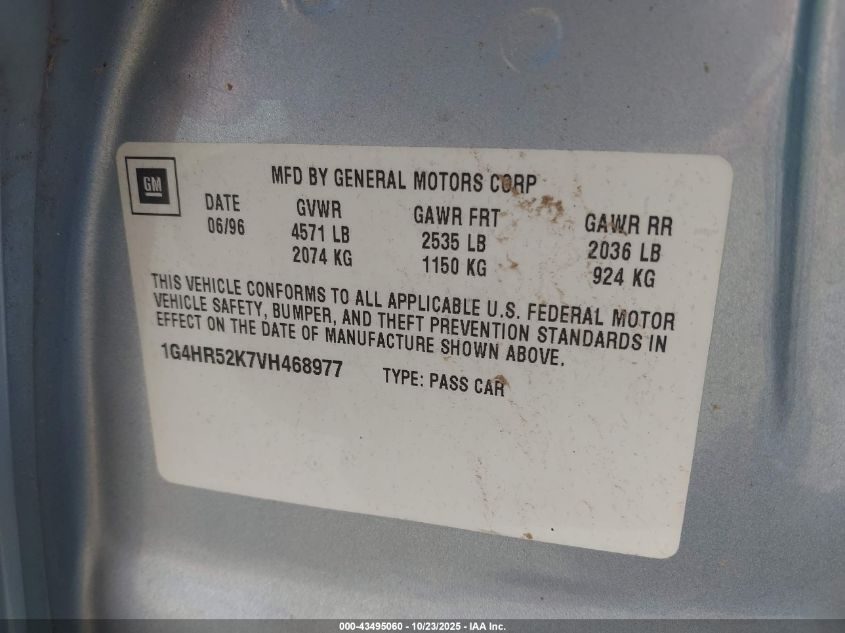 GM
MFD BY GENERAL MOTORS CORP
DATE GVWR GAWR FRT GAWR RR
06/96 4571 LB 2535 LB 2036 LB
2074 KG 1150 KG 924 KG
THIS VEHICLE CONFORMS TO ALL APPLICABLE U.S. FEDERAL MOTOR
VEHICLE SAFETY, BUMPER, AND THEFT PREVENTION STANDARDS IN
EFFECT ON THE DATE OF MANUFACTURE SHOWN ABOVE.
1G4HR52K7VH468977 TYPE: PASS CAR
000-43495060 - 10/23/2025 - IAA Inc.